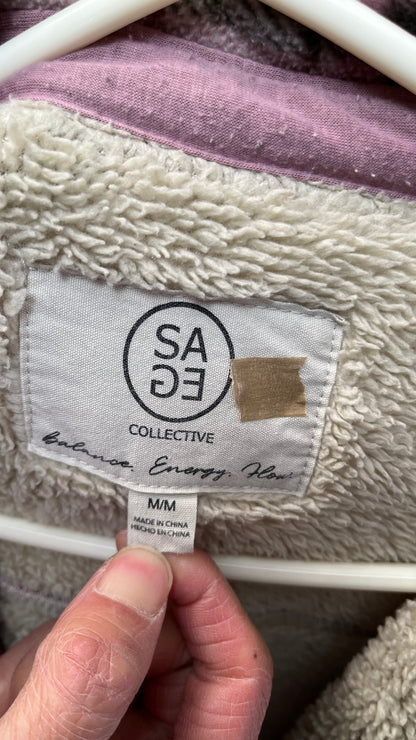 SA
GE
COLLECTIVE
Balance. Energy. Flow.
M/M
MADE IN CHINA
HECHO EN CHINA